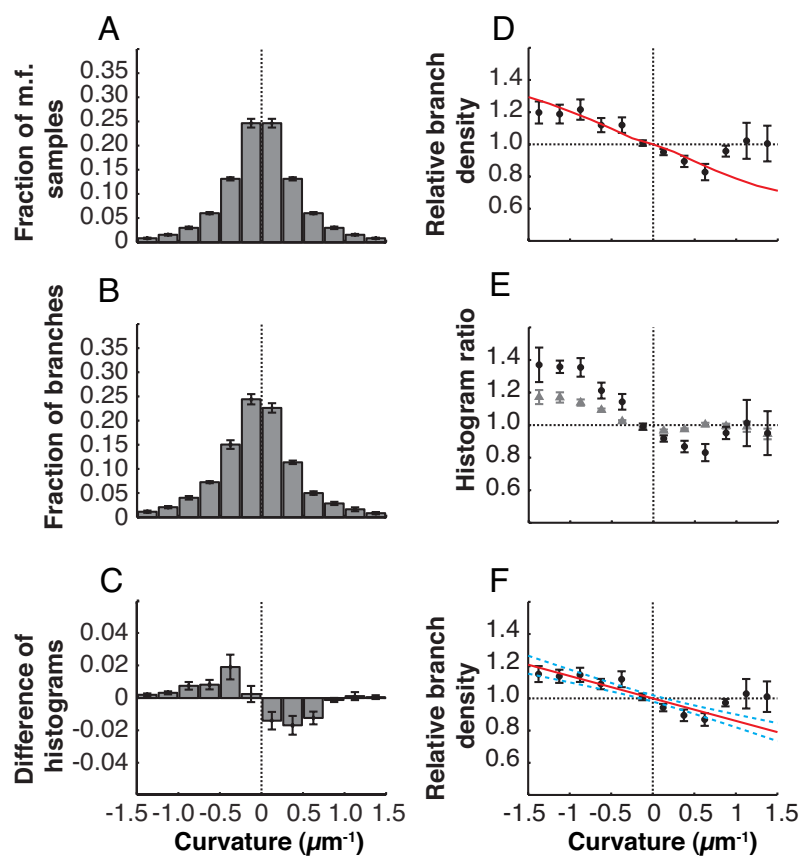 A
Fraction of m.f.
samples
0.35
0.30
0.25
0.20
0.15
0.10
0.05
0
B
Fraction of branches
0.35
0.30
0.25
0.20
0.15
0.10
0.05
0
C
Difference of
histograms
0.04
0.02
0
-0.02
-0.04
-1.5 -1.0 -0.5 0 0.5 1.0 1.5
Curvature (µm⁻¹)
D
Relative branch
density
1.4
1.2
1.0
0.8
0.6
E
Histogram ratio
1.4
1.2
1.0
0.8
0.6
F
Relative branch
density
1.4
1.2
1.0
0.8
0.6
-1.5 -1 -0.5 0 0.5 1 1.5
Curvature (µm⁻¹)